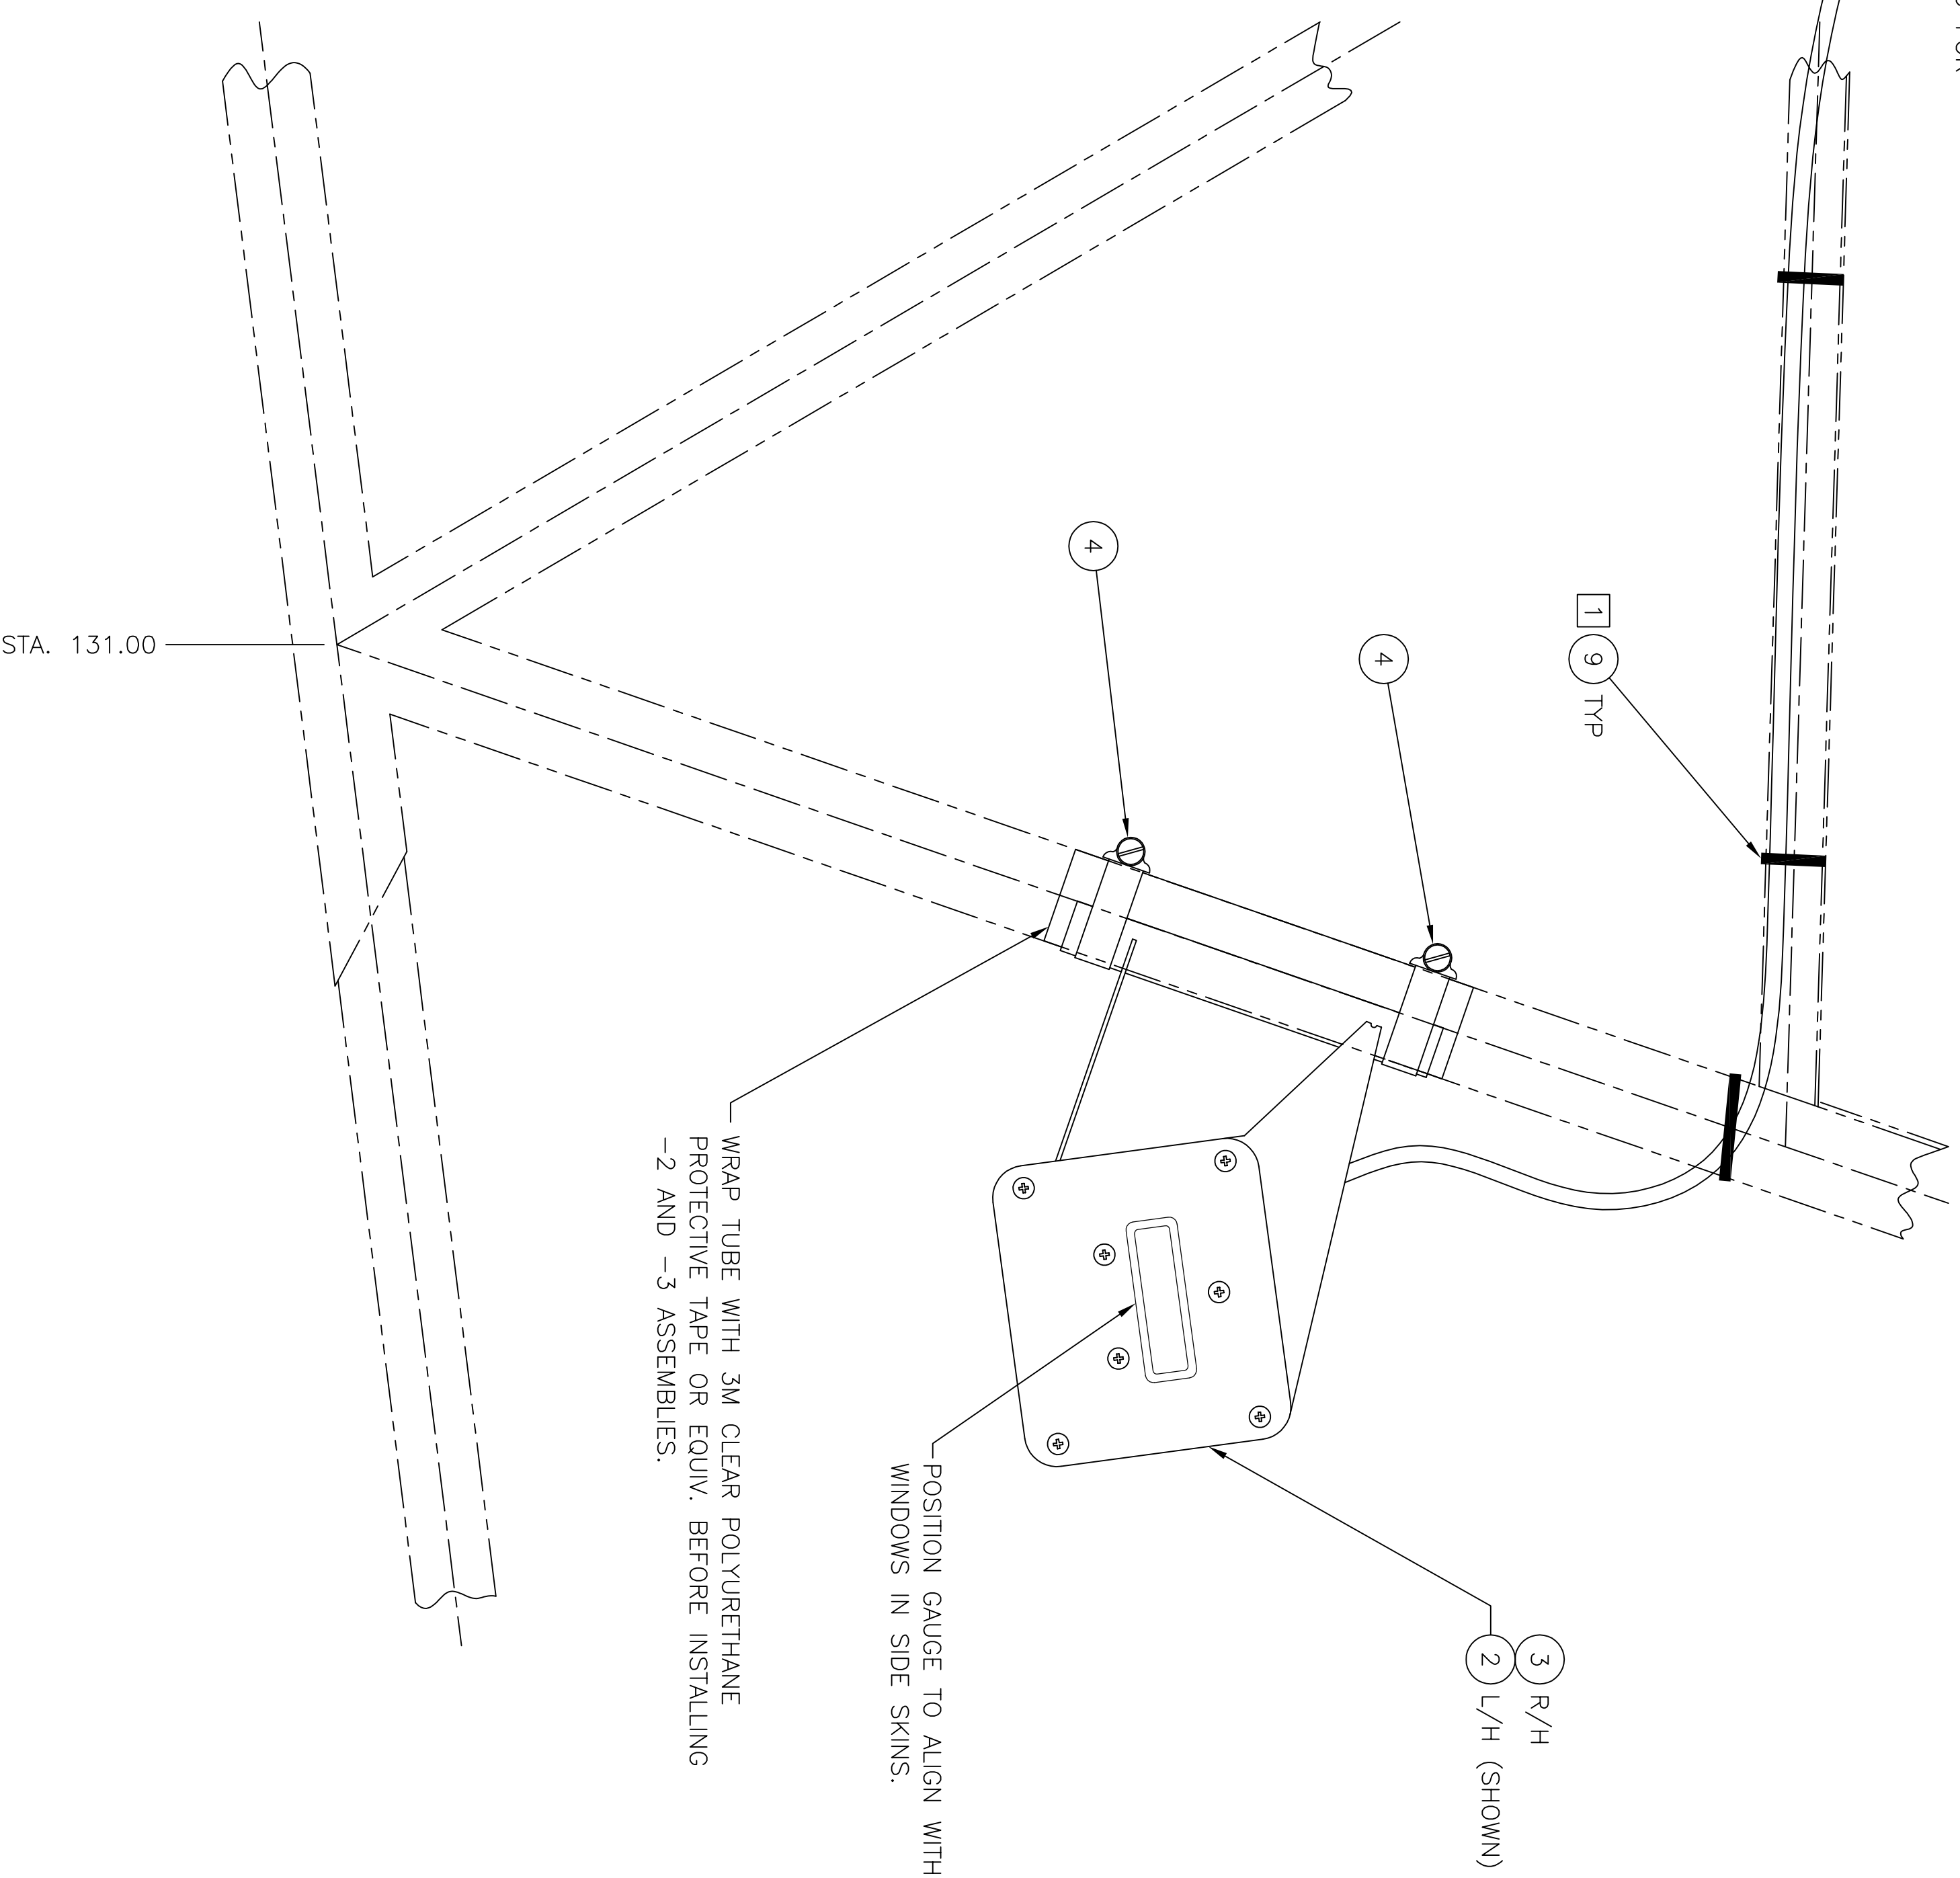 STA. 131.00
4
4
1 9 TYP
WRAP TUBE WITH 3M CLEAR POLYURETHANE
PROTECTIVE TAPE OR EQUIV. BEFORE INSTALLING
-2 AND -3 ASSEMBLIES.
POSITION GAUGE TO ALIGN WITH
WINDOWS IN SIDE SKINS.
3 R/H
2 L/H (SHOWN)